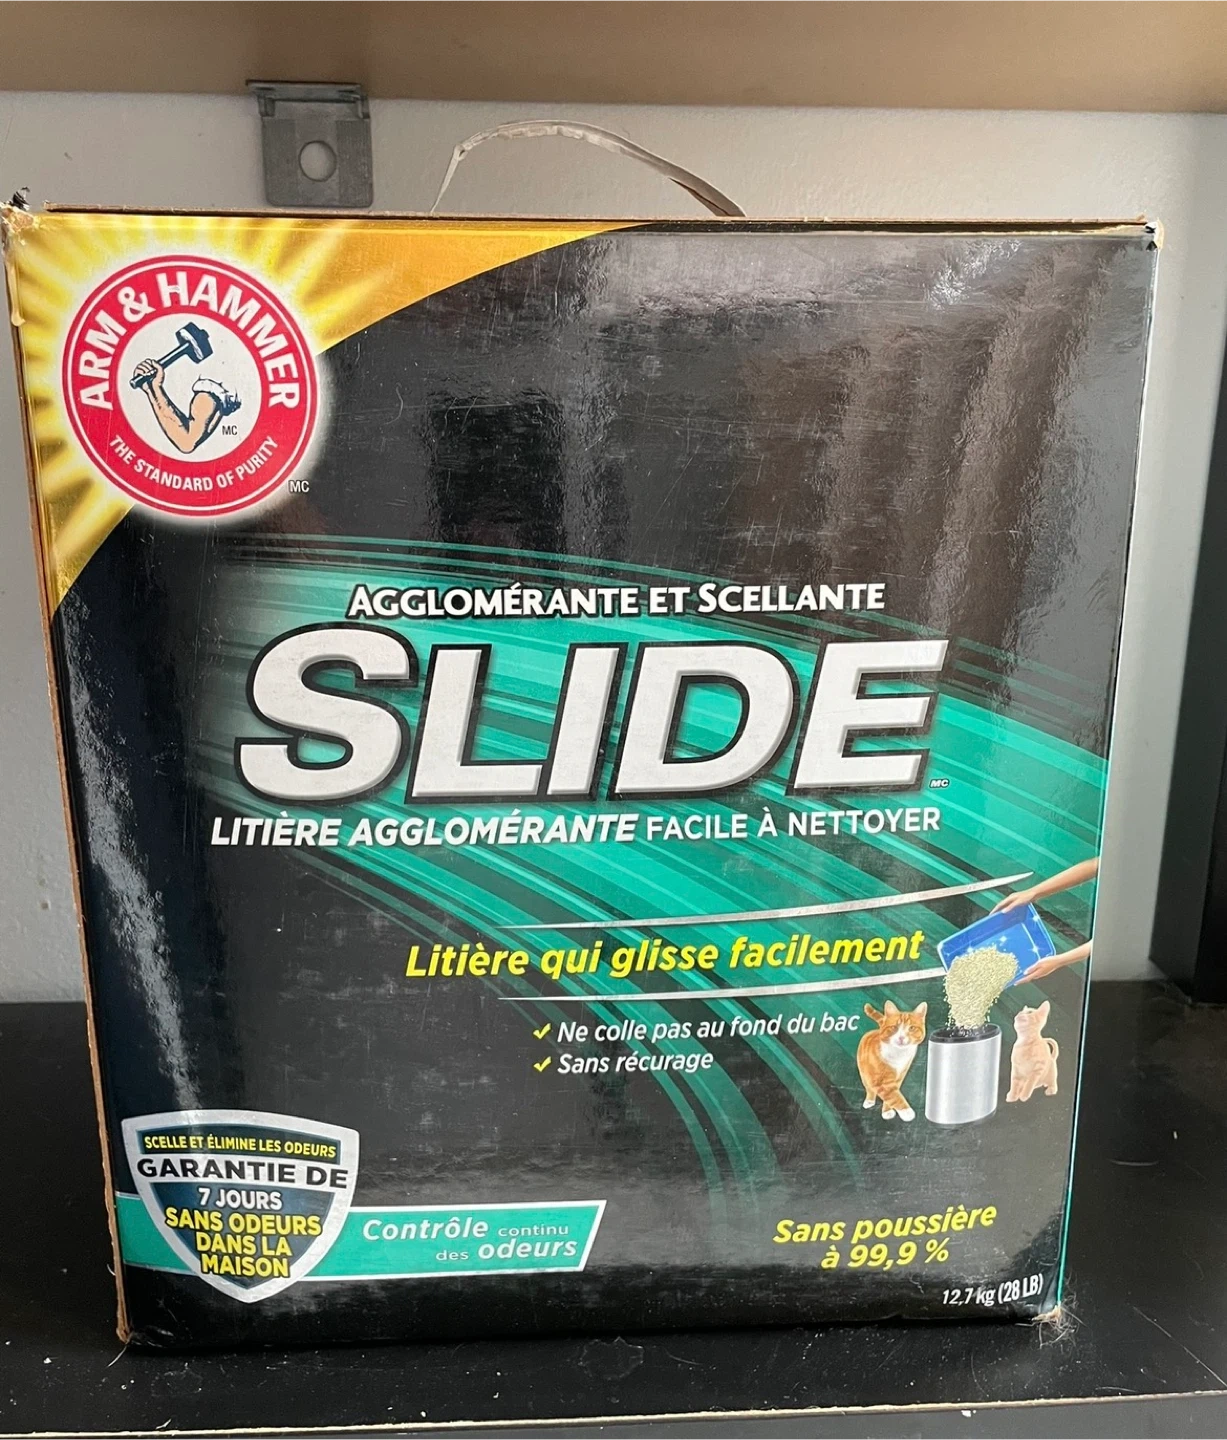 ARM & HAMMER
MC
THE STANDARD OF PURITY
MC
AGGLOMÉRANTE ET SCELLANTE
SLIDE MC
LITIÈRE AGGLOMÉRANTE FACILE À NETTOYER
Litière qui glisse facilement
✓ Ne colle pas au fond du bac
✓ Sans récurage
SCELLE ET ÉLIMINE LES ODEURS
GARANTIE DE
7 JOURS
SANS ODEURS
DANS LA
MAISON
Contrôle continu
des odeurs
Sans poussière
à 99,9 %
12,7 kg (28 LB)